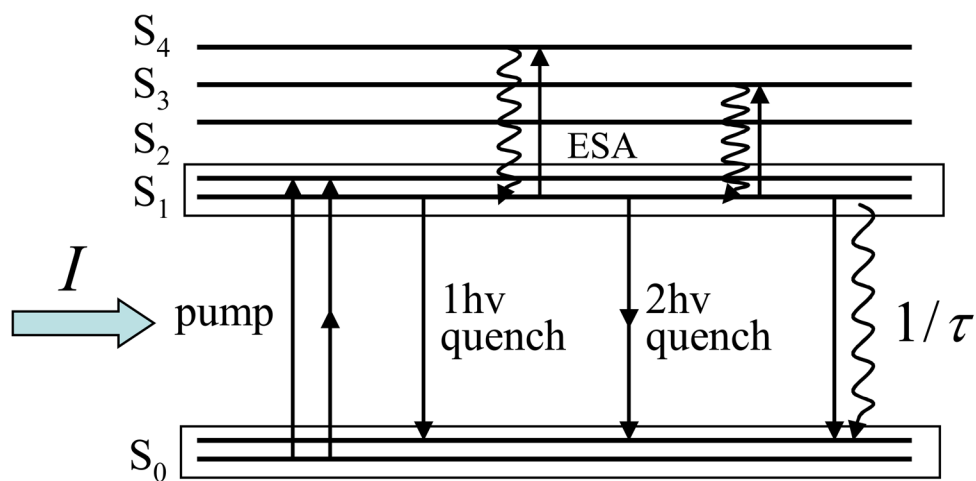 S₄
S₃
S₂
ESA
S₁
I
pump
1hv
quench
2hv
quench
1/τ
S₀